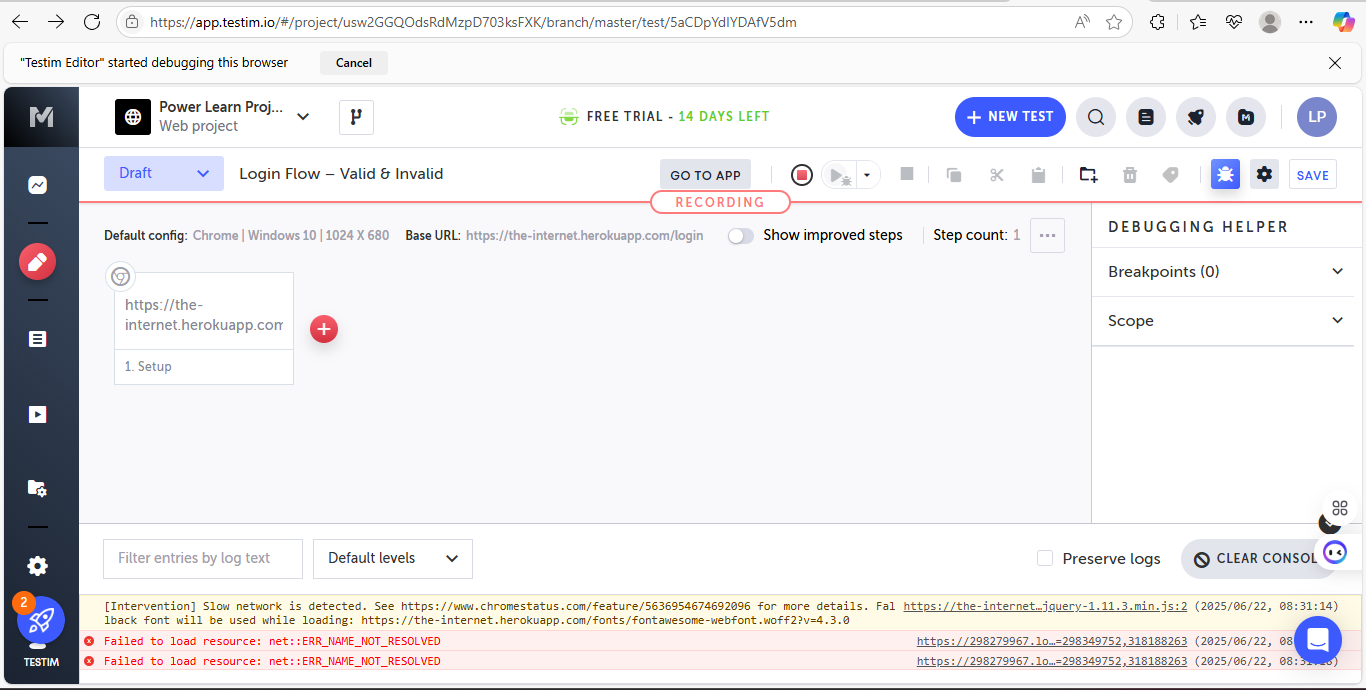 https://app.testim.io/#/project/usw2GGQOdsRdMzpD703ksFXK/branch/master/test/5aCDpYdIYDAfV5dm
"Testim Editor" started debugging this browser
Cancel
Power Learn Proj...
Web project
FREE TRIAL - 14 DAYS LEFT
NEW TEST
LP
Draft
Login Flow – Valid & Invalid
GO TO APP
SAVE
RECORDING
Default config: Chrome | Windows 10 | 1024 X 680
Base URL: https://the-internet.herokuapp.com/login
Show improved steps
Step count: 1
DEBUGGING HELPER
Breakpoints (0)
Scope
https://the-
internet.herokuapp.com
1. Setup
Filter entries by log text
Default levels
Preserve logs
CLEAR CONSOL
[Intervention] Slow network is detected. See https://www.chromestatus.com/feature/5636954674692096 for more details. Fal
lback font will be used while loading: https://the-internet.herokuapp.com/fonts/fontawesome-webfont.woff2?v=4.3.0
https://the-internet…jquery-1.11.3.min.js:2 (2025/06/22, 08:31:14)
Failed to load resource: net::ERR_NAME_NOT_RESOLVED
https://298279967.lo…=298349752,318188263 (2025/06/22, 08:
Failed to load resource: net::ERR_NAME_NOT_RESOLVED
https://298279967.lo…=298349752,318188263 (2025/06/22,
2
TESTIM